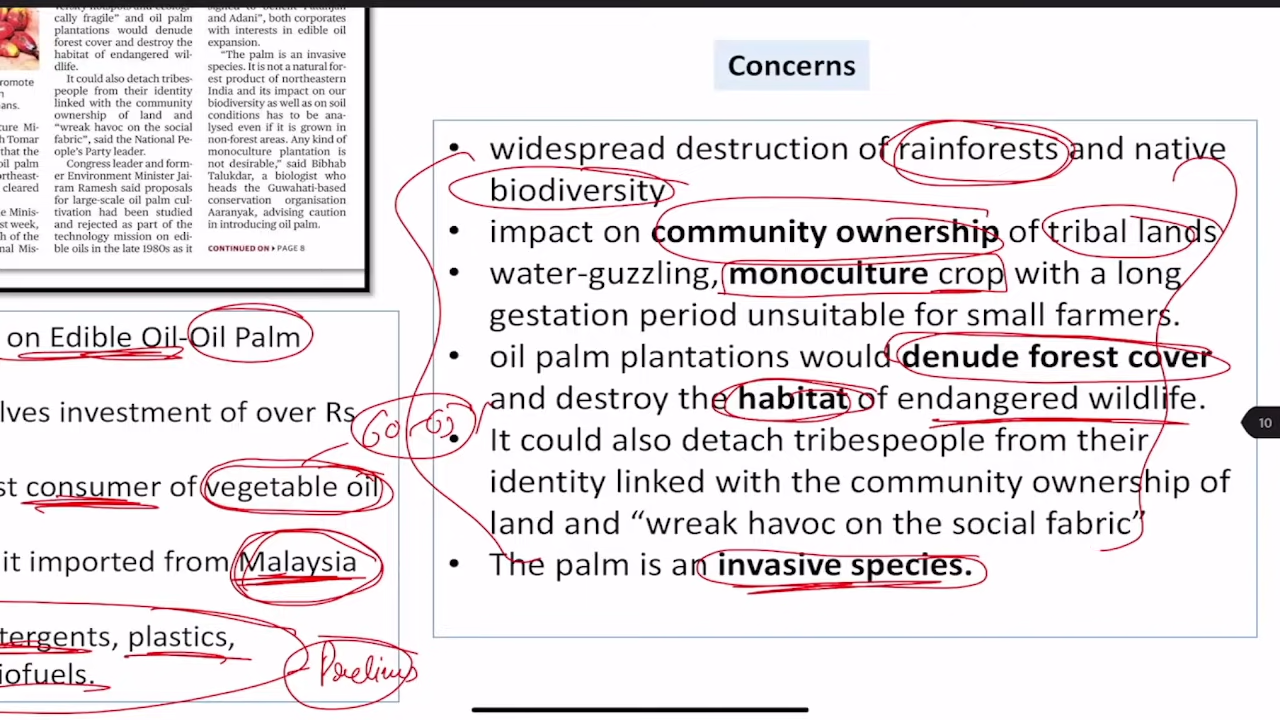 cally fragile” and oil palm
plantations would denude
forest cover and destroy the
habitat of endangered wil-
dlife.
It could also detach tribes-
people from their identity
linked with the community
ownership of land and
“wreak havoc on the social
fabric”, said the National Pe-
ople’s Party leader.
Congress leader and form-
er Environment Minister Jai-
ram Ramesh said proposals
for large-scale oil palm cul-
tivation had been studied
and rejected as part of the
technology mission on edi-
ble oils in the late 1980s as it
and Adani”, both corporates
with interests in edible oil
expansion.
“The palm is an invasive
species. It is not a natural for-
est product of northeastern
India and its impact on our
biodiversity as well as on soil
conditions has to be ana-
lysed even if it is grown in
non-forest areas. Any kind of
monoculture plantation is
not desirable,” said Bibhab
Talukdar, a biologist who
heads the Guwahati-based
conservation organisation
Aaranyak, advising caution
in introducing oil palm.
CONTINUED ON PAGE 8
on Edible Oil-Oil Palm
lves investment of over Rs
st consumer of vegetable oil
it imported from Malaysia
tergents, plastics,
iofuels.
Prelims
Concerns
• widespread destruction of rainforests and native
biodiversity
• impact on community ownership of tribal lands
• water-guzzling, monoculture crop with a long
gestation period unsuitable for small farmers.
• oil palm plantations would denude forest cover
and destroy the habitat of endangered wildlife.
• It could also detach tribespeople from their
identity linked with the community ownership of
land and “wreak havoc on the social fabric”
• The palm is an invasive species.
10